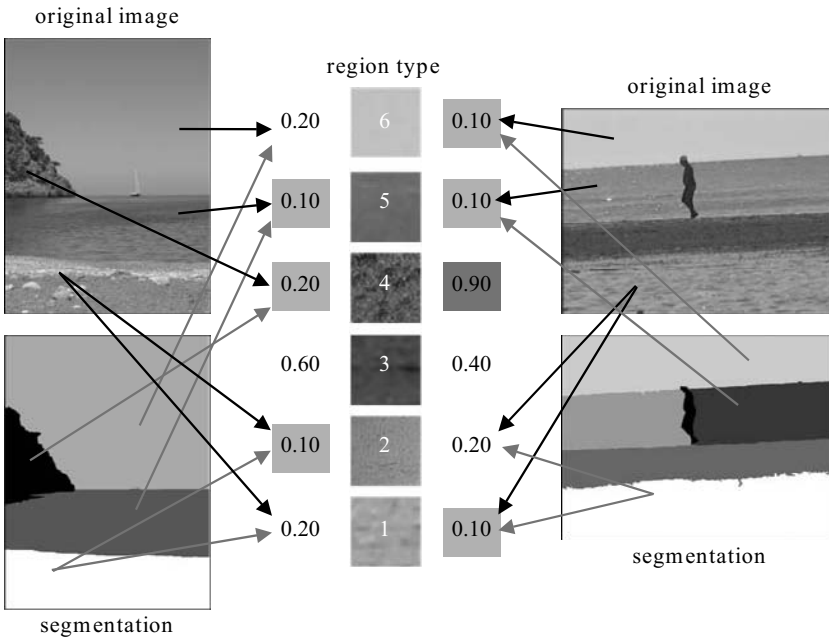 original image
region type
original image
0.20 6 0.10
0.10 5 0.10
0.20 4 0.90
0.60 3 0.40
0.10 2 0.20
0.20 1 0.10
segmentation
segmentation